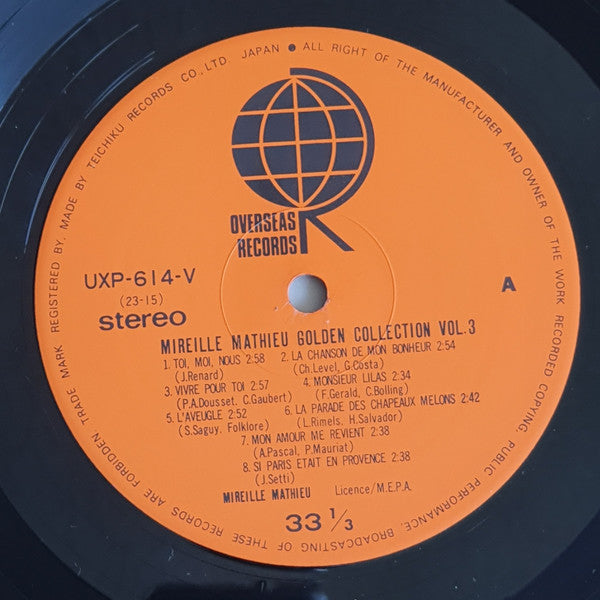 TRADE MARK REGISTERED BY. MADE BY TEICHIKU RECORDS CO., LTD. JAPAN ● ALL RIGHT OF THE MANUFACTURER AND OWNER OF THE WORK RECORDED COPYING PUBLIC PERFORMANCE, BROADCASTING OF THESE RECORDS ARE FORBIDDEN
OVERSEAS
RECORDS
UXP-614-V
(23-15)
stereo
A
MIREILLE MATHIEU GOLDEN COLLECTION VOL.3
1. TOI, MOI, NOUS 2:58 2. LA CHANSON DE MON BONHEUR 2:54
(J.Renard) (Ch.Level, G.Costa)
3. VIVRE POUR TOI 2:57 4. MONSIEUR LILAS 2:34
(P.A.Dousset, C.Gaubert) (F.Gerald, C.Bolling)
5. L'AVEUGLE 2:52 6. LA PARADE DES CHAPEAUX MELONS 2:42
(S.Saguy, Folklore) (L.Rimels, H.Salvador)
7. MON AMOUR ME REVIENT 2:38
(A.Pascal, P.Mauriat)
8. SI PARIS ETAIT EN PROVENCE 2:38
(J.Setti)
MIREILLE MATHIEU Licence/M.E.P.A.
33 1/3